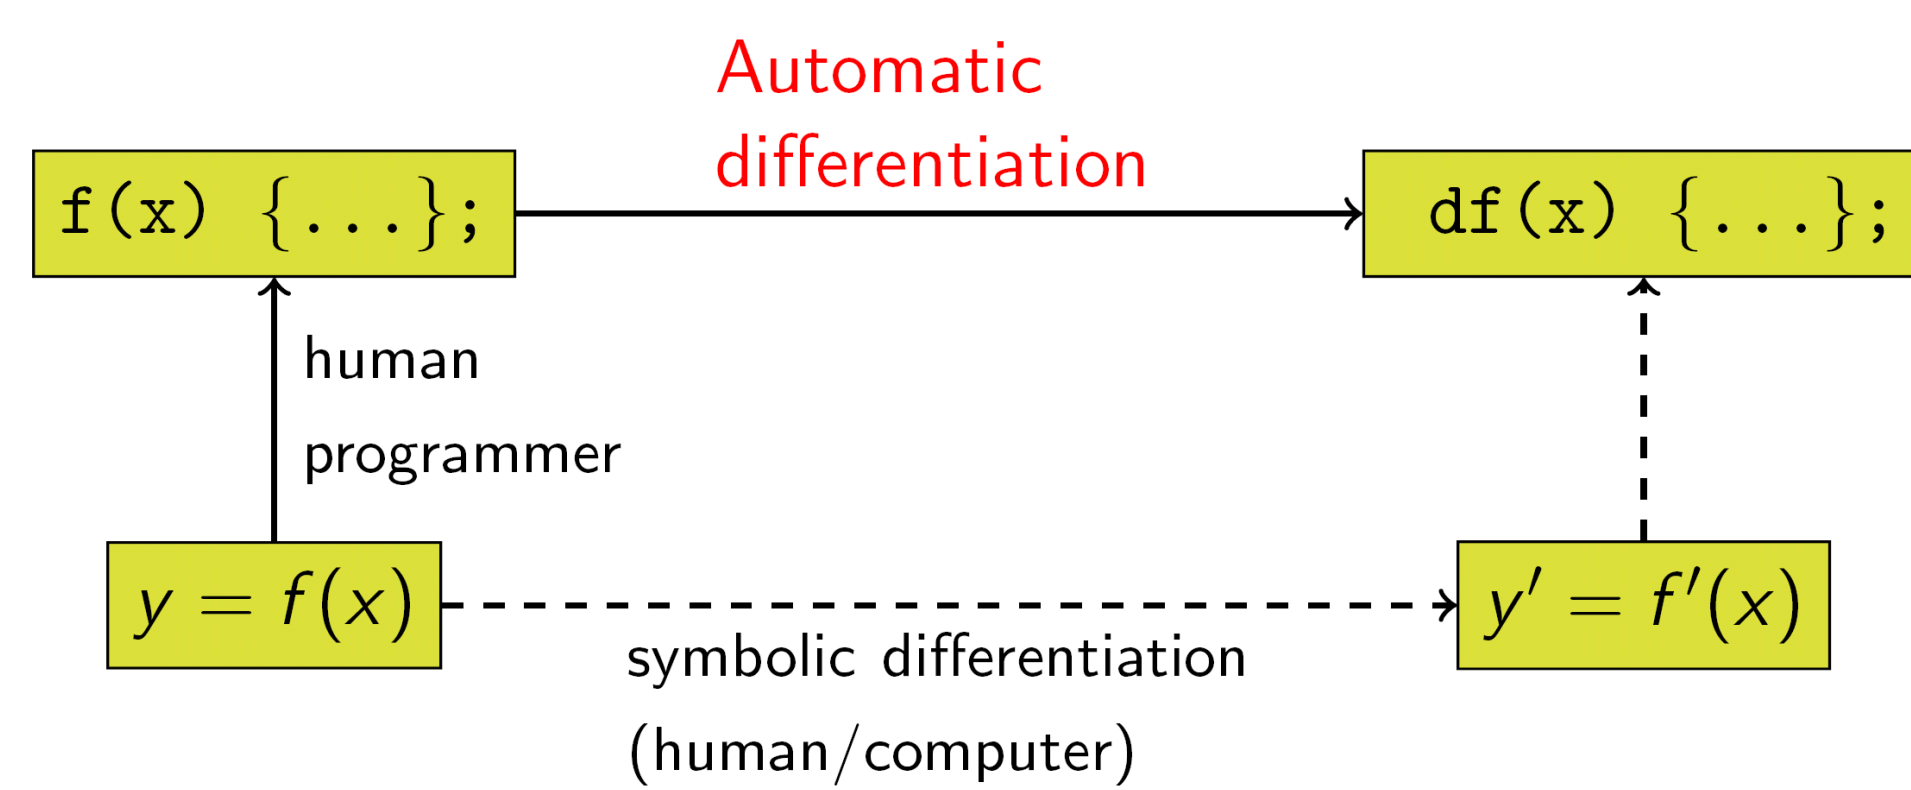 Automatic
differentiation
f(x) {...};
df(x) {...};
human
programmer
y = f(x)
y′ = f′(x)
symbolic differentiation
(human/computer)